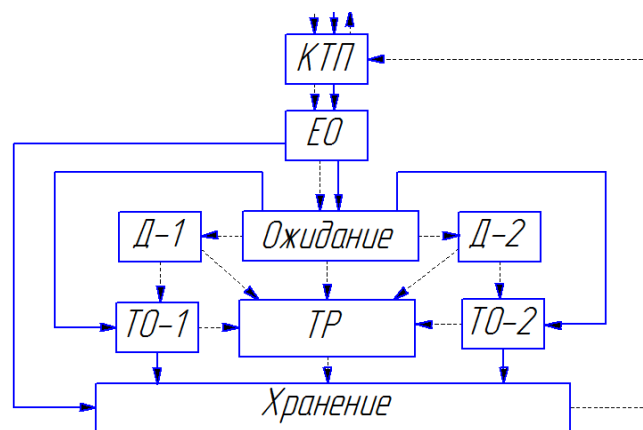 КТП
ЕО
Д-1
Ожидание
Д-2
ТО-1
ТР
ТО-2
Хранение